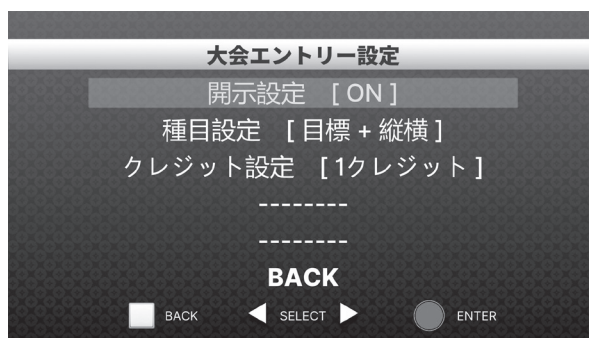 大会エントリー設定
開示設定 [ ON ]
種目設定 [ 目標 + 縦横 ]
クレジット設定 [ 1クレジット ]
--------
--------
BACK
BACK SELECT ENTER